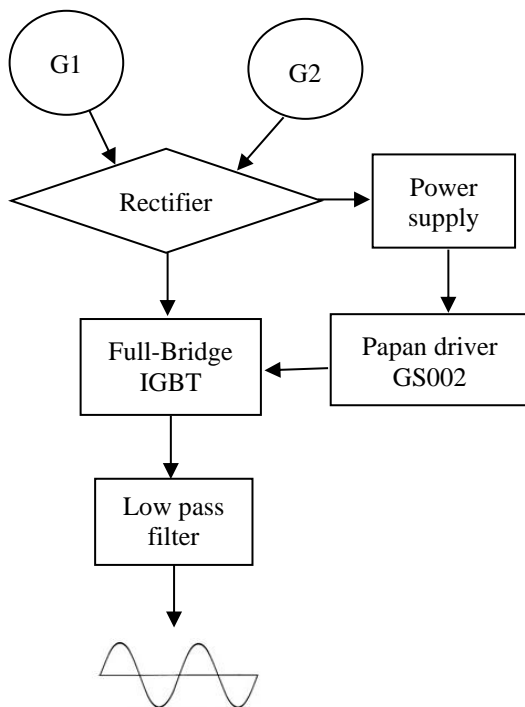 G1
G2
Rectifier
Power
supply
Full-Bridge
IGBT
Papan driver
GS002
Low pass
filter